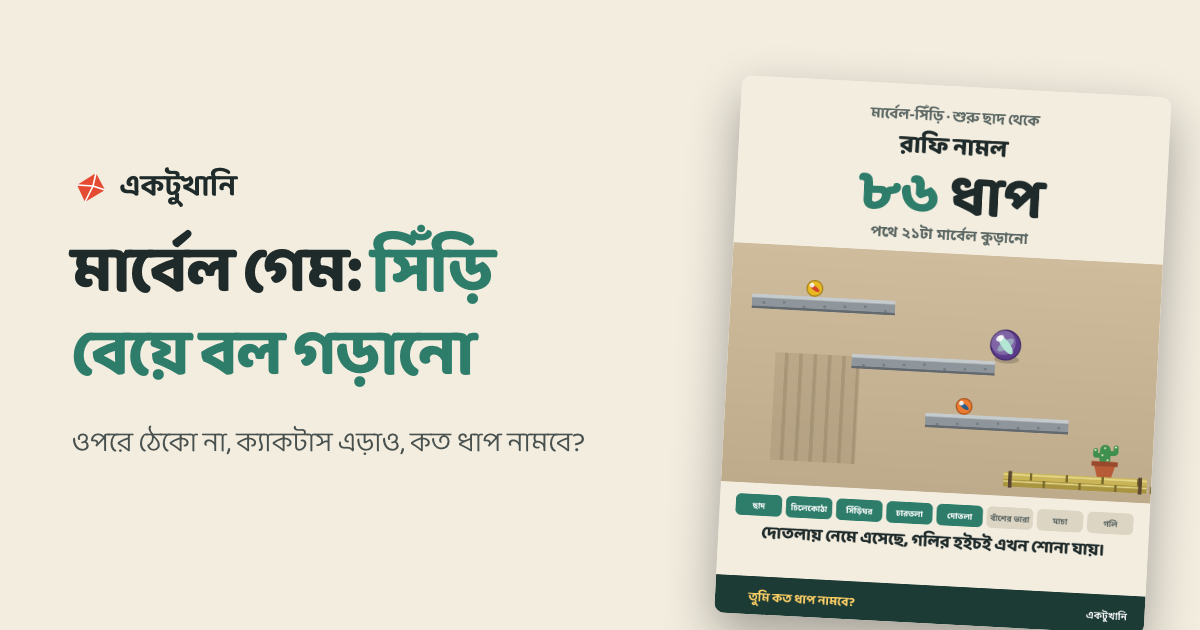 একটুখানি
মার্বেল গেম: সিঁড়ি
বেয়ে বল গড়ানো
ওপরে ঠেকো না, ক্যাকটাস এড়াও, কত ধাপ নামবে?
মার্বেল-সিঁড়ি · শুরু ছাদ থেকে
রাফি নামল
৮৬ ধাপ
পথে ২১টা মার্বেল কুড়ানো
ছাদ চিলেকোঠা সিঁড়িঘর চারতলা দোতলা বাঁশের ভারা মাচা গলি
দোতলায় নেমে এসেছে, গলির হইচই এখন শোনা যায়।
তুমি কত ধাপ নামবে?
একটুখানি